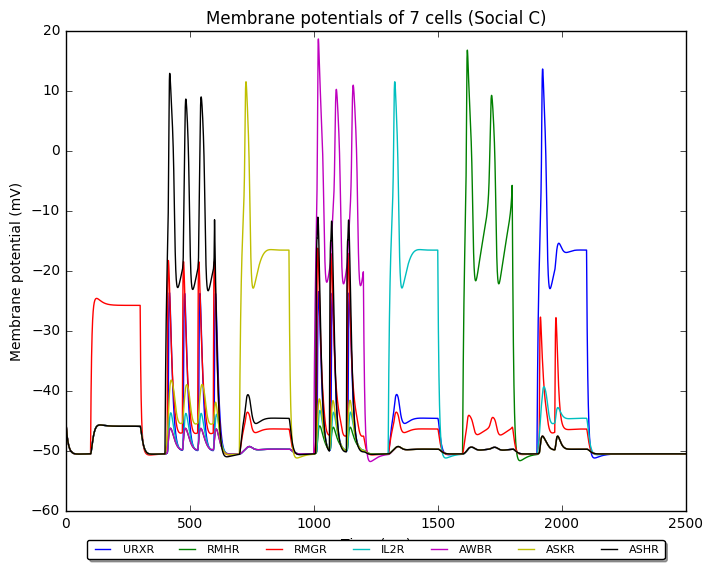 Membrane potentials of 7 cells (Social C)
20
10
0
−10
−20
−30
−40
−50
−60
Membrane potential (mV)
0 500 1000 1500 2000 2500
URXR RMHR RMGR IL2R AWBR ASKR ASHR